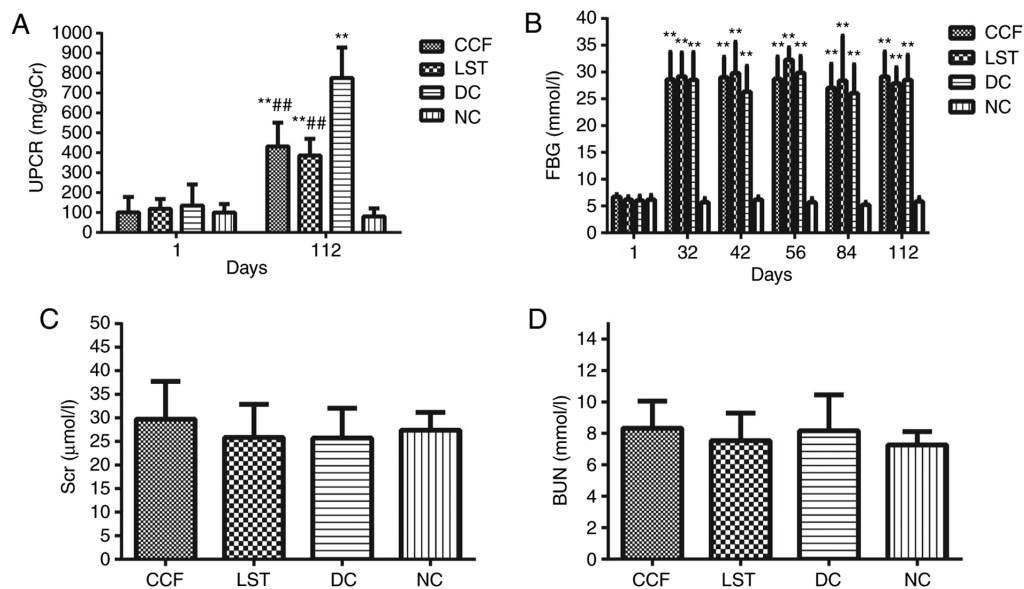 A
UPCR (mg/gCr)
1000
900
800
700
600
500
400
300
200
100
0
**##
**##
**
1
112
Days
CCF
LST
DC
NC
B
FBG (mmol/l)
40
35
30
25
20
15
10
5
0
** ** **
** ** **
** ** **
** ** **
** ** **
1 32 42 56 84 112
Days
CCF
LST
DC
NC
C
Scr (μmol/l)
50
45
40
35
30
25
20
15
10
5
0
CCF LST DC NC
D
BUN (mmol/l)
14
12
10
8
6
4
2
0
CCF LST DC NC